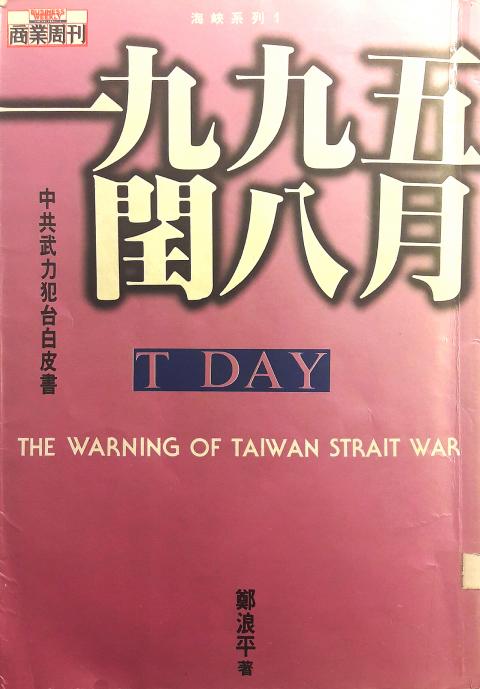 海峽系列 1
商業周刊
一九九五
閏八月
中共武力犯台白皮書
T DAY
THE WARNING OF TAIWAN STRAIT WAR
鄭浪平著